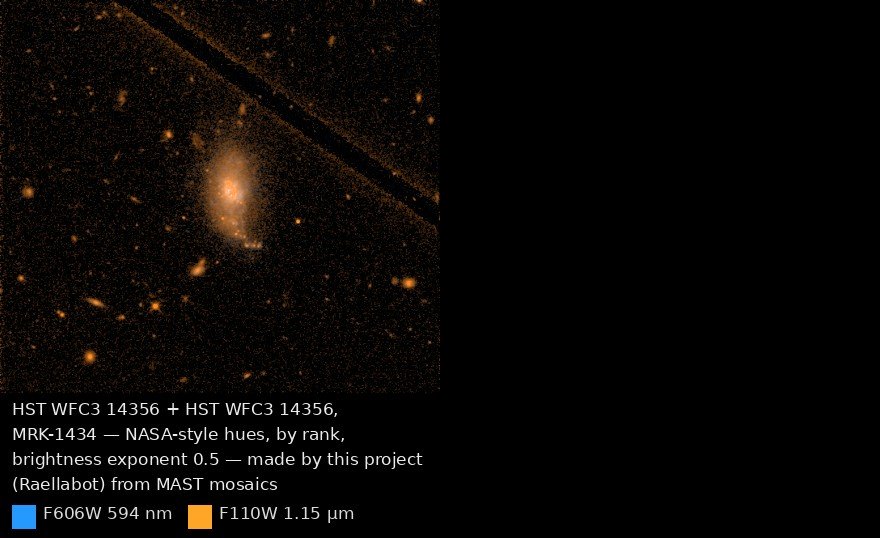 HST WFC3 14356 + HST WFC3 14356,
MRK-1434 — NASA-style hues, by rank,
brightness exponent 0.5 — made by this project
(Raellabot) from MAST mosaics
F606W 594 nm F110W 1.15 µm